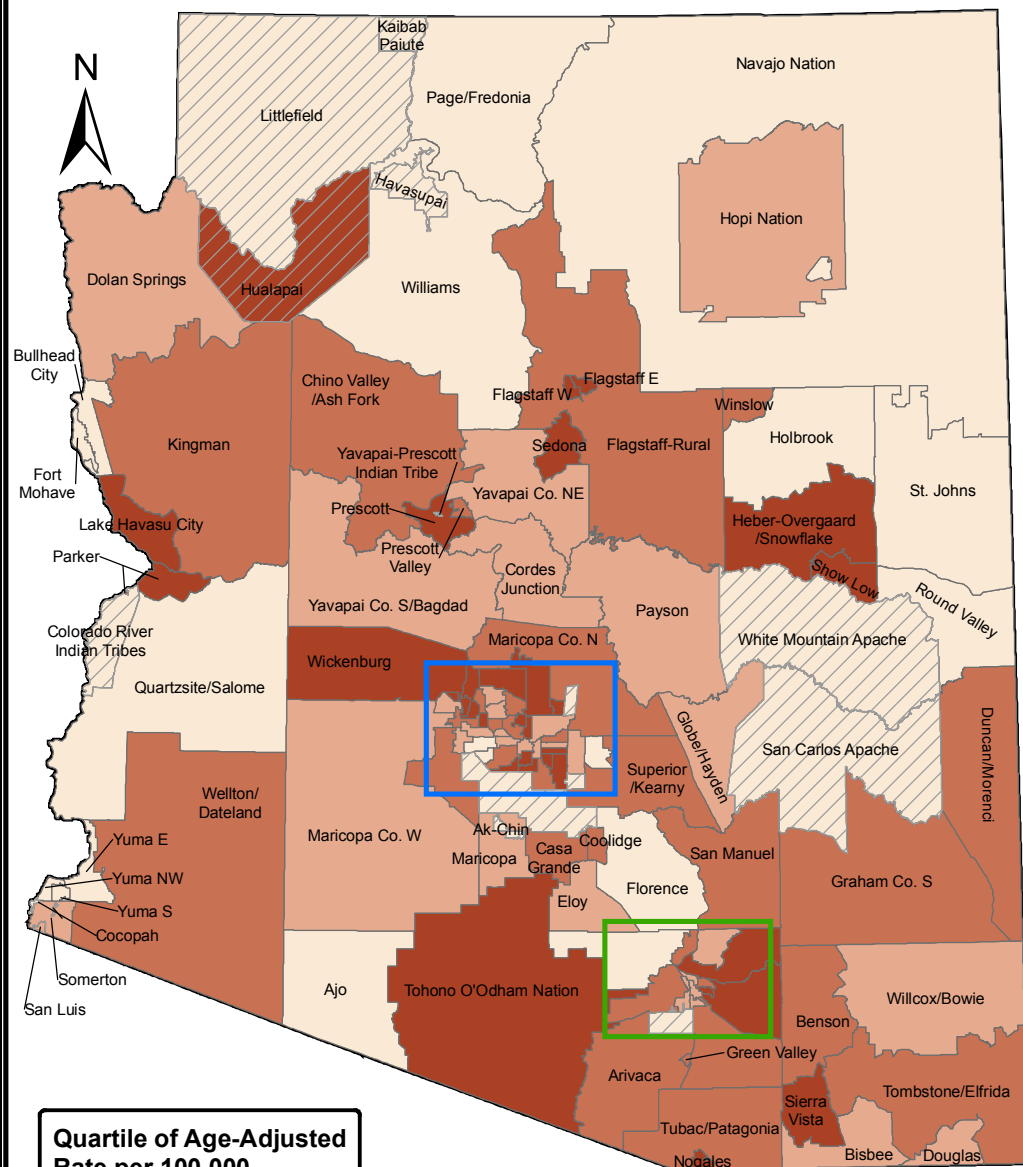 Kaibab
Paiute
N
Navajo Nation
Page/Fredonia
Littlefield
Havasupai
Hopi Nation
Dolan Springs
Hualapai
Williams
Bullhead
City
Chino Valley
/Ash Fork
Flagstaff W
Flagstaff E
Winslow
Kingman
Yavapai-Prescott
Indian Tribe
Sedona
Flagstaff-Rural
Holbrook
Fort
Mohave
Yavapai Co. NE
St. Johns
Prescott
Lake Havasu City
Heber-Overgaard
/Snowflake
Parker
Prescott
Valley
Cordes
Junction
Show Low
Yavapai Co. S/Bagdad
Payson
Round Valley
Colorado River
Indian Tribes
White Mountain Apache
Maricopa Co. N
Wickenburg
Quartzsite/Salome
Globe/Hayden
San Carlos Apache
Duncan/Morenci
Superior
/Kearny
Wellton/
Dateland
Maricopa Co. W
Ak-Chin
Coolidge
Yuma E
Maricopa
Casa
Grande
San Manuel
Yuma NW
Florence
Graham Co. S
Eloy
Yuma S
Cocopah
Somerton
Ajo
Tohono O'Odham Nation
Willcox/Bowie
San Luis
Benson
Green Valley
Arivaca
Tombstone/Elfrida
Sierra
Vista
Tubac/Patagonia
Quartile of Age-Adjusted
Rate per 100,000
Nogales
Bisbee
Douglas